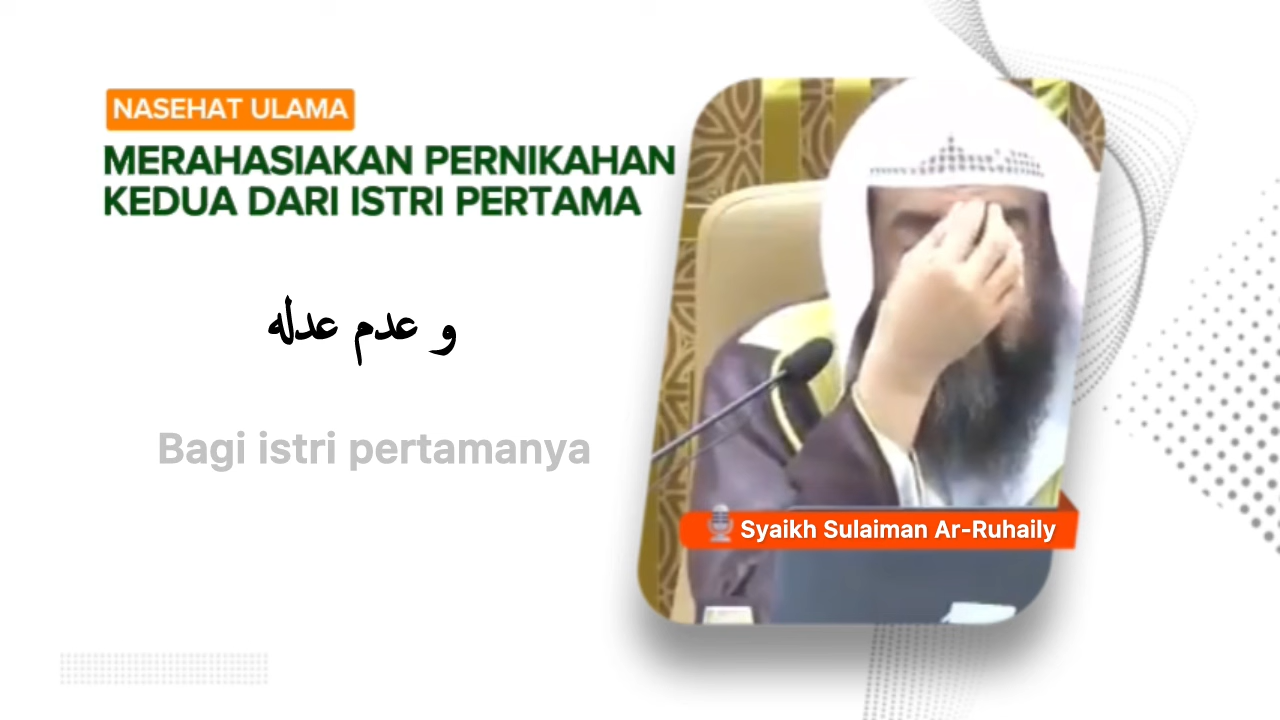 NASEHAT ULAMA
MERAHASIAKAN PERNIKAHAN
KEDUA DARI ISTRI PERTAMA
و عدم عدله
Bagi istri pertamanya
Syaikh Sulaiman Ar-Ruhaily